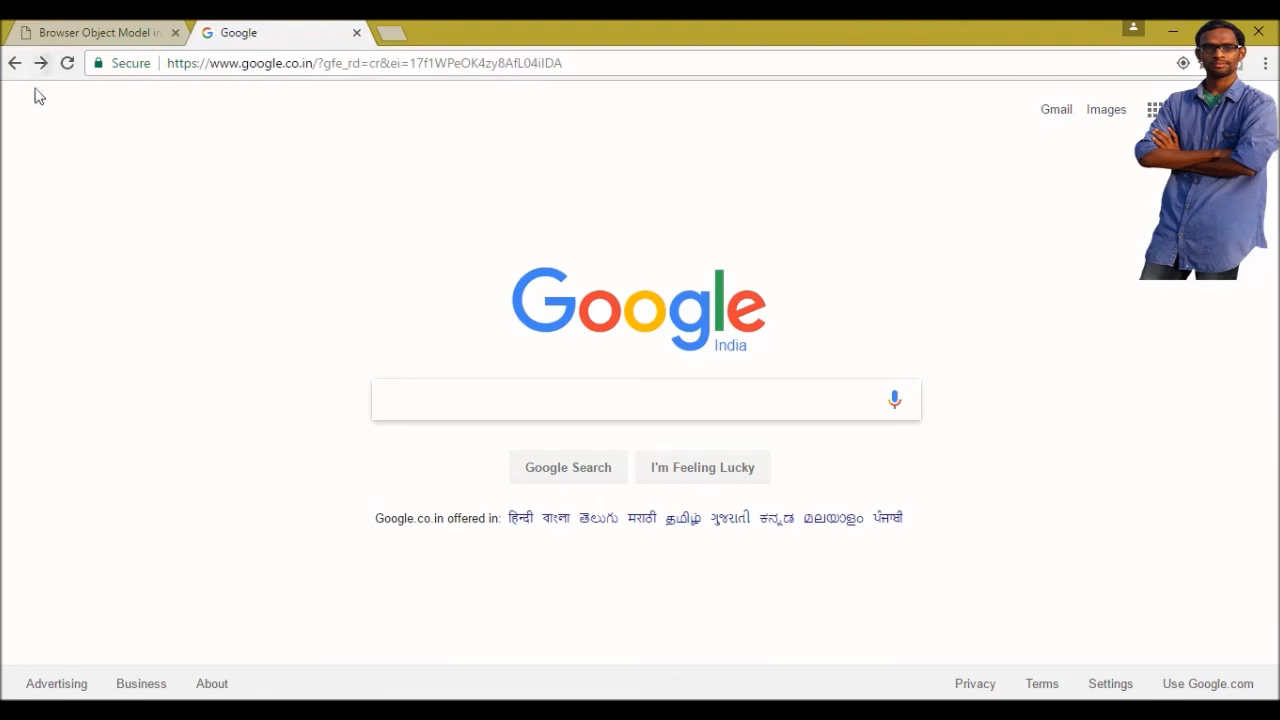 Browser Object Model in
Google
Secure
https://www.google.co.in/?gfe_rd=cr&ei=17f1WPeOK4zy8AfL04iIDA
Gmail Images
Google
India
Google Search I'm Feeling Lucky
Google.co.in offered in: हिन्दी বাংলা తెలుగు मराठी தமிழ் ગુજરાતી ಕನ್ನಡ മലയാളം ਪੰਜਾਬੀ
Advertising Business About Privacy Terms Settings Use Google.com